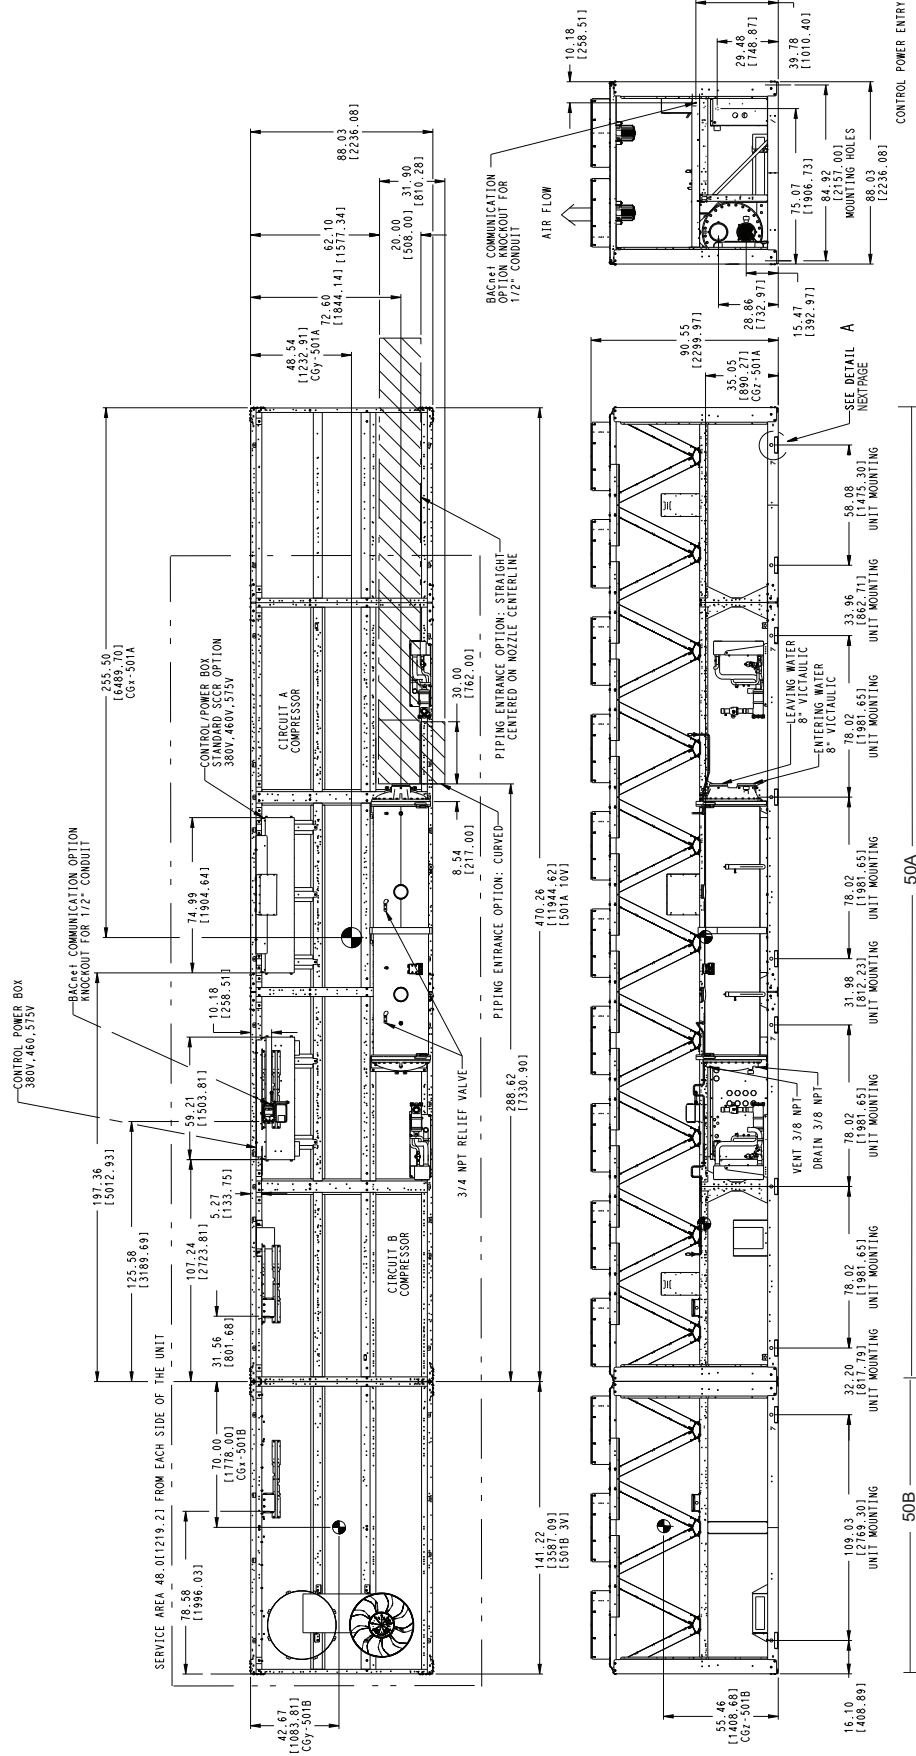 SERVICE AREA 48.0[1219.2] FROM EACH SIDE OF THE UNIT
CONTROL POWER BOX
380V,460,575V
BACnet COMMUNICATION OPTION
KNOCKOUT FOR 1/2" CONDUIT
CONTROL/POWER BOX
STANDARD SCCR OPTION
380V,460V,575V
255.50
[6489.70]
CGx-501A
197.36
[5012.93]
125.58
[3189.69]
107.24
[2723.81]
74.99
[1904.64]
59.21
[1503.81]
10.18
[258.51]
5.27
[133.75]
31.56
[801.68]
70.00
[1778.00]
CGx-501B
78.58
[1996.03]
42.67
[1083.81]
CGy-501B
CIRCUIT A
COMPRESSOR
CIRCUIT B
COMPRESSOR
88.03
[2236.08]
62.10
[1577.34]
31.90
[810.28]
20.00
[508.00]
72.60
[1844.14]
48.54
[1232.91]
CGy-501A
3/4 NPT RELIEF VALVE
30.00
[762.00]
8.54
[217.00]
PIPING ENTRANCE OPTION: STRAIGHT
CENTERED ON NOZZLE CENTERLINE
PIPING ENTRANCE OPTION: CURVED
288.62
[7330.90]
470.26
[11944.62]
[501A 10V]
141.22
[3587.09]
[501B 3V]
BACnet COMMUNICATION
OPTION KNOCKOUT FOR
1/2" CONDUIT
AIR FLOW
10.18
[258.51]
29.48
[748.87]
39.78
[1010.40]
75.07
[1906.73]
84.92
[2157.00]
MOUNTING HOLES
88.03
[2236.08]
28.86
[732.97]
15.47
[392.97]
CONTROL POWER ENTRY
90.55
[2299.97]
35.05
[890.27]
CGz-501A
SEE DETAIL A
NEXTPAGE
LEAVING WATER
8" VICTAULIC
ENTERING WATER
8" VICTAULIC
VENT 3/8 NPT
DRAIN 3/8 NPT
55.46
[1408.68]
CGz-501B
16.10
[408.89]
109.03
[2769.30]
UNIT MOUNTING
32.20
[817.79]
UNIT MOUNTING
78.02
[1981.65]
UNIT MOUNTING
78.02
[1981.65]
UNIT MOUNTING
31.98
[812.23]
UNIT MOUNTING
78.02
[1981.65]
UNIT MOUNTING
78.02
[1981.65]
UNIT MOUNTING
33.96
[862.71]
UNIT MOUNTING
58.08
[1475.30]
UNIT MOUNTING
50B
50A